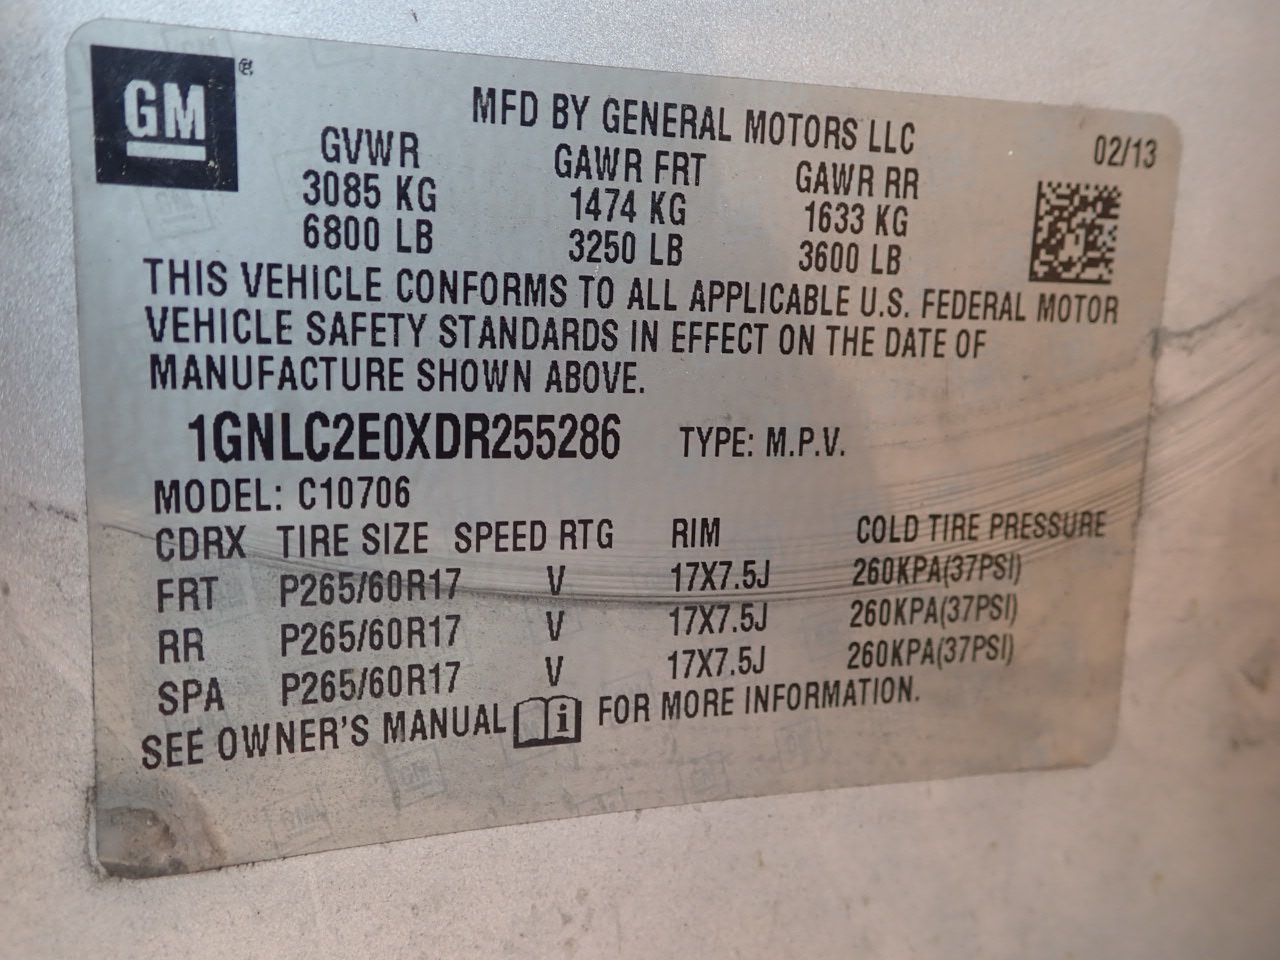 GM®
MFD BY GENERAL MOTORS LLC
02/13
GVWR GAWR FRT GAWR RR
3085 KG 1474 KG 1633 KG
6800 LB 3250 LB 3600 LB
THIS VEHICLE CONFORMS TO ALL APPLICABLE U.S. FEDERAL MOTOR
VEHICLE SAFETY STANDARDS IN EFFECT ON THE DATE OF
MANUFACTURE SHOWN ABOVE.
1GNLC2E0XDR255286 TYPE: M.P.V.
MODEL: C10706
CDRX TIRE SIZE SPEED RTG RIM COLD TIRE PRESSURE
FRT P265/60R17 V 17X7.5J 260KPA(37PSI)
RR P265/60R17 V 17X7.5J 260KPA(37PSI)
SPA P265/60R17 V 17X7.5J 260KPA(37PSI)
SEE OWNER'S MANUAL i FOR MORE INFORMATION.